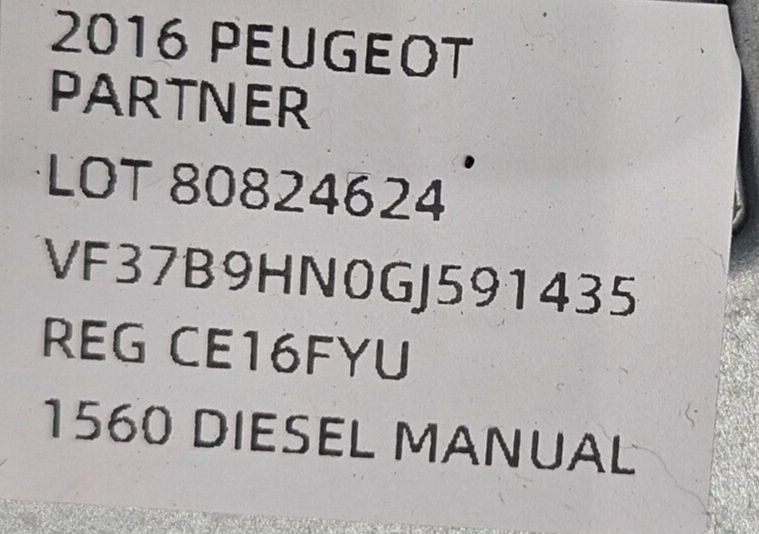 2016 PEUGEOT
PARTNER
LOT 80824624
VF37B9HN0GJ591435
REG CE16FYU
1560 DIESEL MANUAL